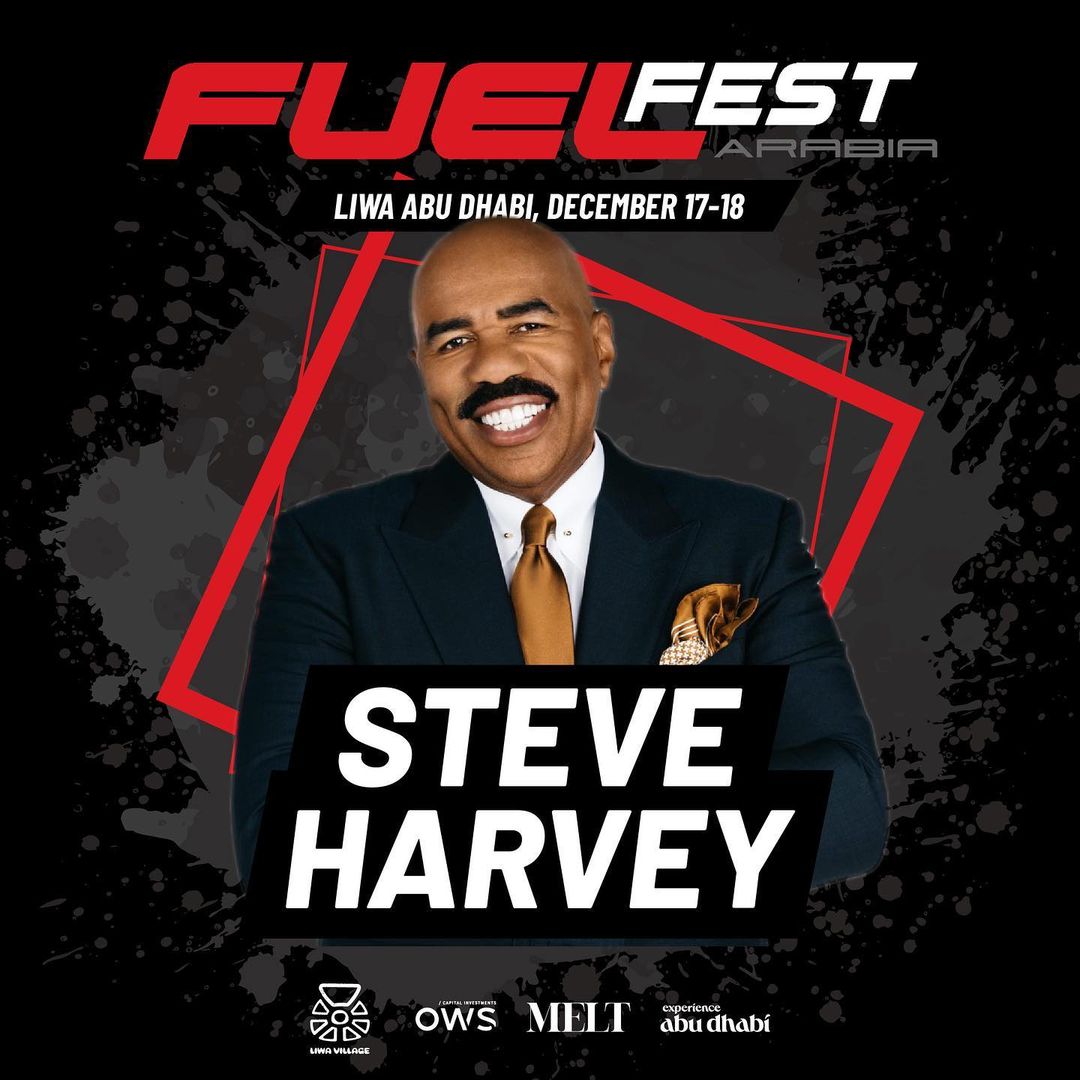 FUELFEST
ARABIA
LIWA ABU DHABI, DECEMBER 17-18
STEVE
HARVEY
LIWA VILLAGE
/ CAPITAL INVESTMENTS
OWS
MELT
experience
abu dhabi